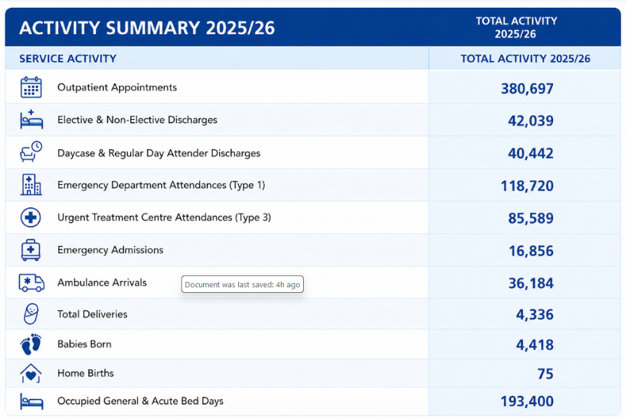 ACTIVITY SUMMARY 2025/26
TOTAL ACTIVITY
2025/26
SERVICE ACTIVITY TOTAL ACTIVITY 2025/26
Outpatient Appointments 380,697
Elective & Non-Elective Discharges 42,039
Daycase & Regular Day Attender Discharges 40,442
Emergency Department Attendances (Type 1) 118,720
Urgent Treatment Centre Attendances (Type 3) 85,589
Emergency Admissions 16,856
Ambulance Arrivals Document was last saved: 4h ago 36,184
Total Deliveries 4,336
Babies Born 4,418
Home Births 75
Occupied General & Acute Bed Days 193,400